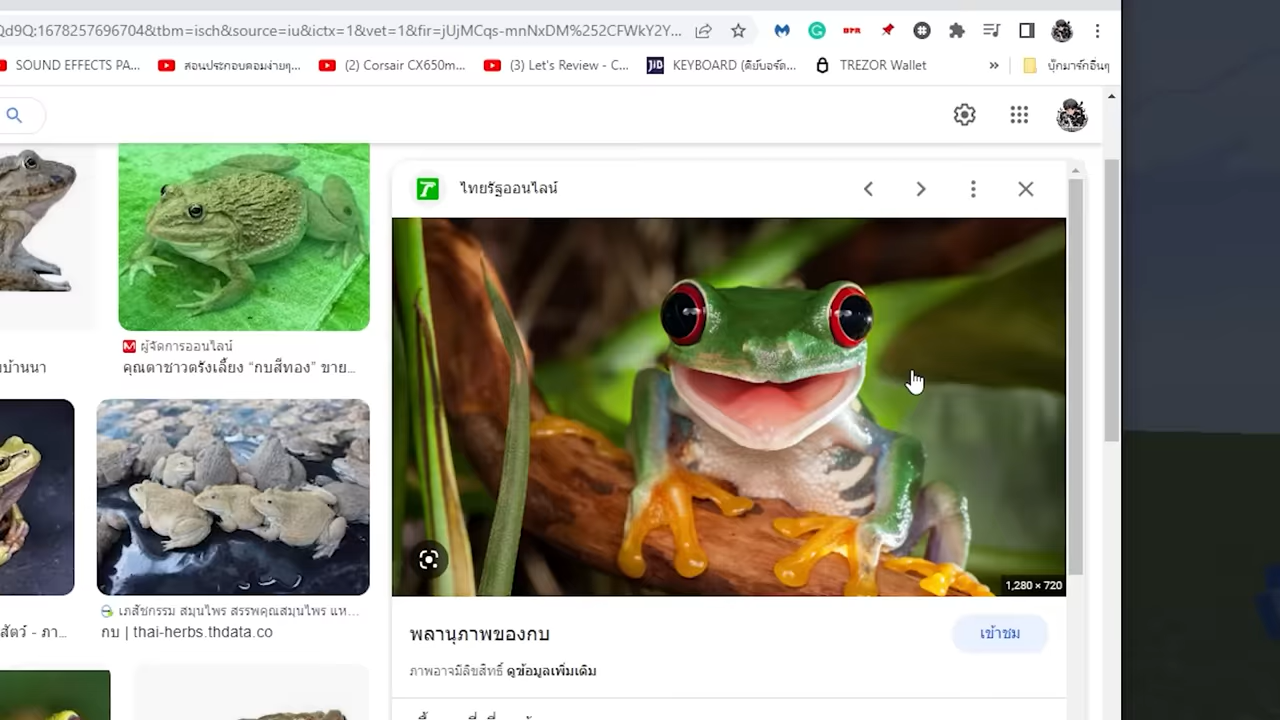 Qd9Q:1678257696704&tbm=isch&source=iu&ictx=1&vet=1&fir=jUjMCqs-mnNxDM%252CFWkY2Y...
SOUND EFFECTS PA...
สอนประกอบคอมง่ายๆ...
(2) Corsair CX650m...
(3) Let's Review - C...
JIB
KEYBOARD (คีย์บอร์ด...
TREZOR Wallet
»
บุ๊กมาร์กอื่นๆ
ไทยรัฐออนไลน์
ผู้จัดการออนไลน์
คุณตาชาวตรังเลี้ยง “กบสีทอง” ขาย...
บ้านนา
1,280 × 720
เภสัชกรรม สมุนไพร สรรพคุณสมุนไพร แห...
กบ | thai-herbs.thdata.co
สัตว์ - ภา...
พลานุภาพของกบ
เข้าชม
ภาพอาจมีลิขสิทธิ์ ดูข้อมูลเพิ่มเติม